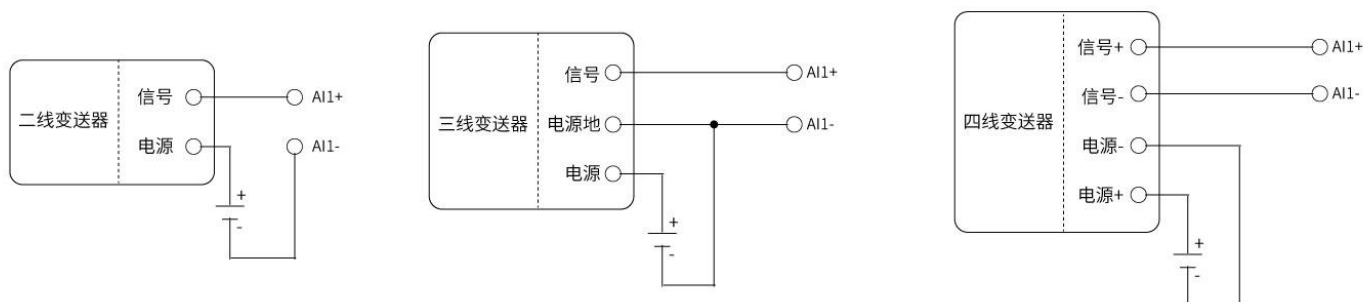 二线变送器
信号
AI1+
电源
AI1-
+
-
三线变送器
信号
AI1+
电源地
AI1-
电源
+
-
四线变送器
信号+
AI1+
信号-
AI1-
电源-
电源+
+
-